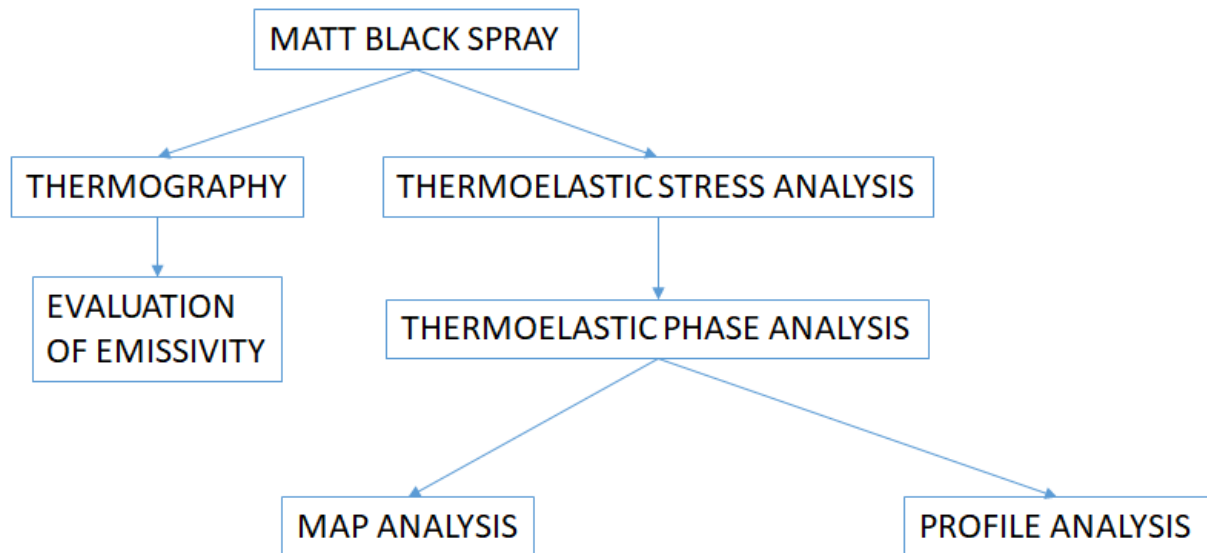 MATT BLACK SPRAY
THERMOGRAPHY
THERMOELASTIC STRESS ANALYSIS
EVALUATION
OF EMISSIVITY
THERMOELASTIC PHASE ANALYSIS
MAP ANALYSIS
PROFILE ANALYSIS